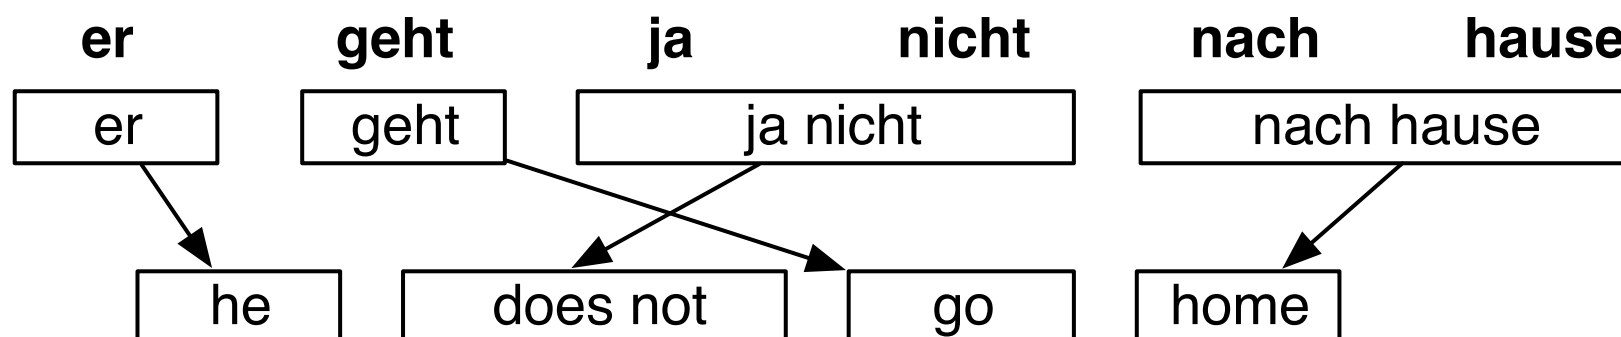 er geht ja nicht nach hause
er geht ja nicht nach hause
he does not go home